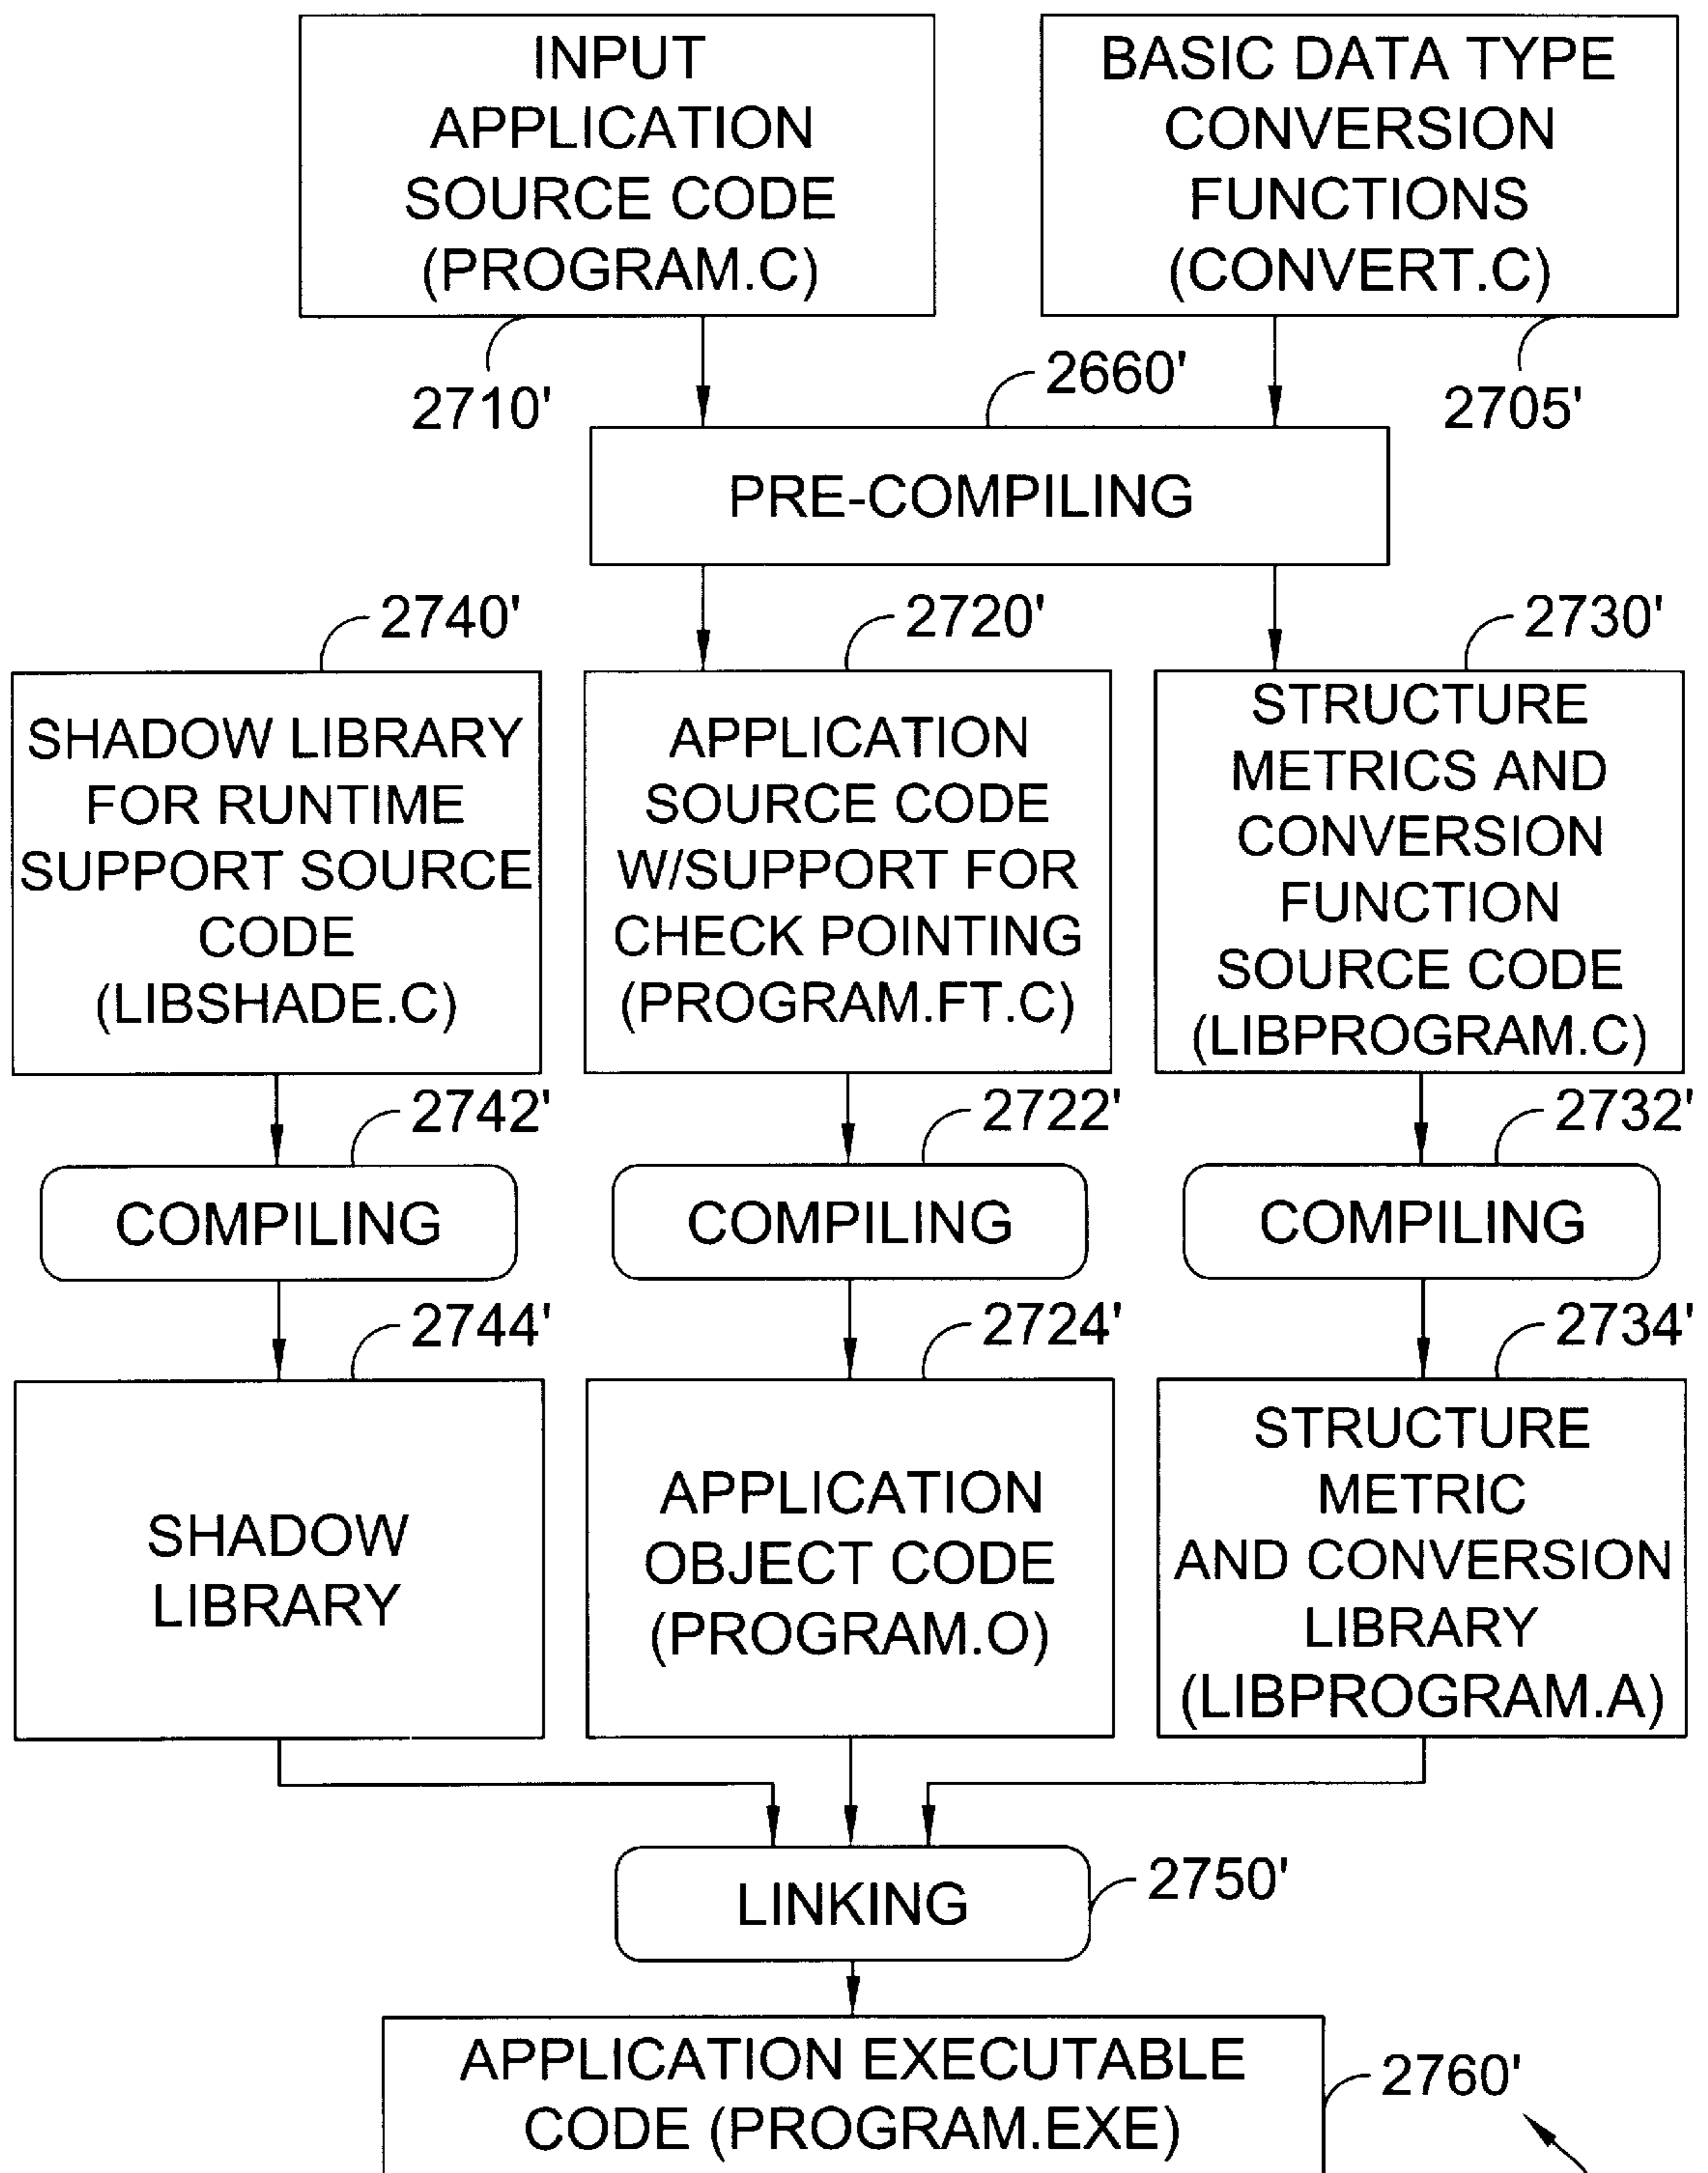 INPUT
APPLICATION
SOURCE CODE
(PROGRAM.C)
BASIC DATA TYPE
CONVERSION
FUNCTIONS
(CONVERT.C)
2710'
2660'
2705'
PRE-COMPILING
2740'
2720'
2730'
SHADOW LIBRARY
FOR RUNTIME
SUPPORT SOURCE
CODE
(LIBSHADE.C)
APPLICATION
SOURCE CODE
W/SUPPORT FOR
CHECK POINTING
(PROGRAM.FT.C)
STRUCTURE
METRICS AND
CONVERSION
FUNCTION
SOURCE CODE
(LIBPROGRAM.C)
2742'
2722'
2732'
COMPILING
COMPILING
COMPILING
2744'
2724'
2734'
SHADOW
LIBRARY
APPLICATION
OBJECT CODE
(PROGRAM.O)
STRUCTURE
METRIC
AND CONVERSION
LIBRARY
(LIBPROGRAM.A)
LINKING
2750'
APPLICATION EXECUTABLE
CODE (PROGRAM.EXE)
2760'